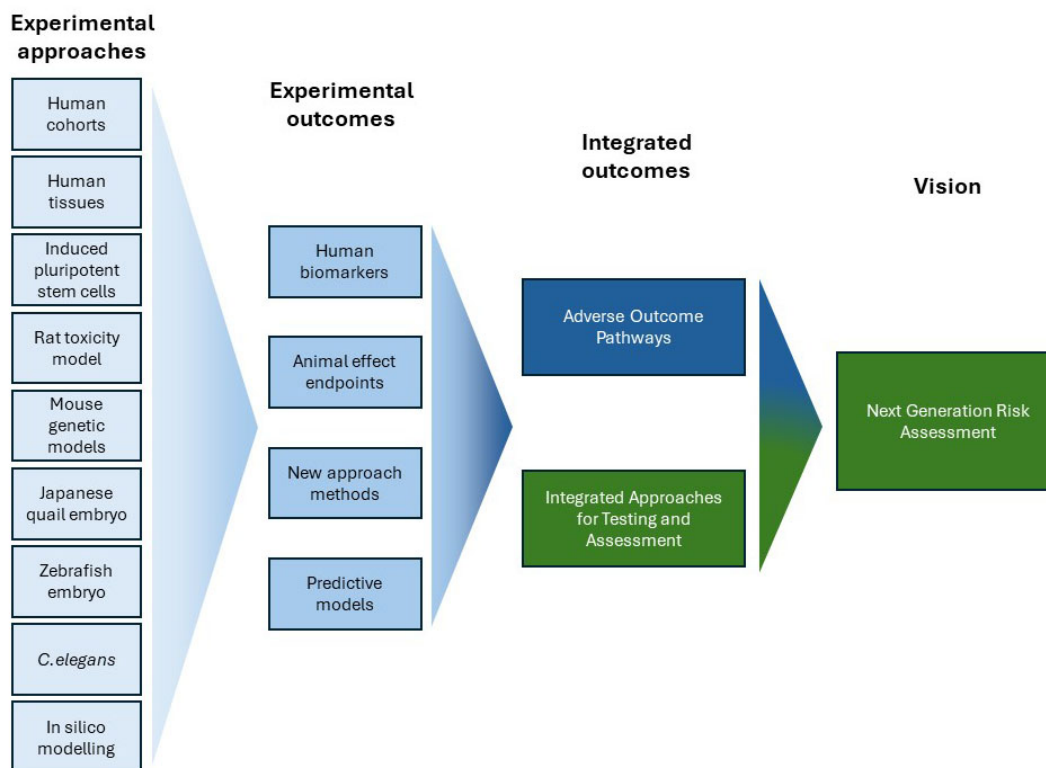 Experimental
approaches
Human
cohorts
Human
tissues
Induced
pluripotent
stem cells
Rat toxicity
model
Mouse
genetic
models
Japanese
quail embryo
Zebrafish
embryo
C.elegans
In silico
modelling
Experimental
outcomes
Human
biomarkers
Animal effect
endpoints
New approach
methods
Predictive
models
Integrated
outcomes
Adverse Outcome
Pathways
Integrated Approaches
for Testing and
Assessment
Vision
Next Generation Risk
Assessment